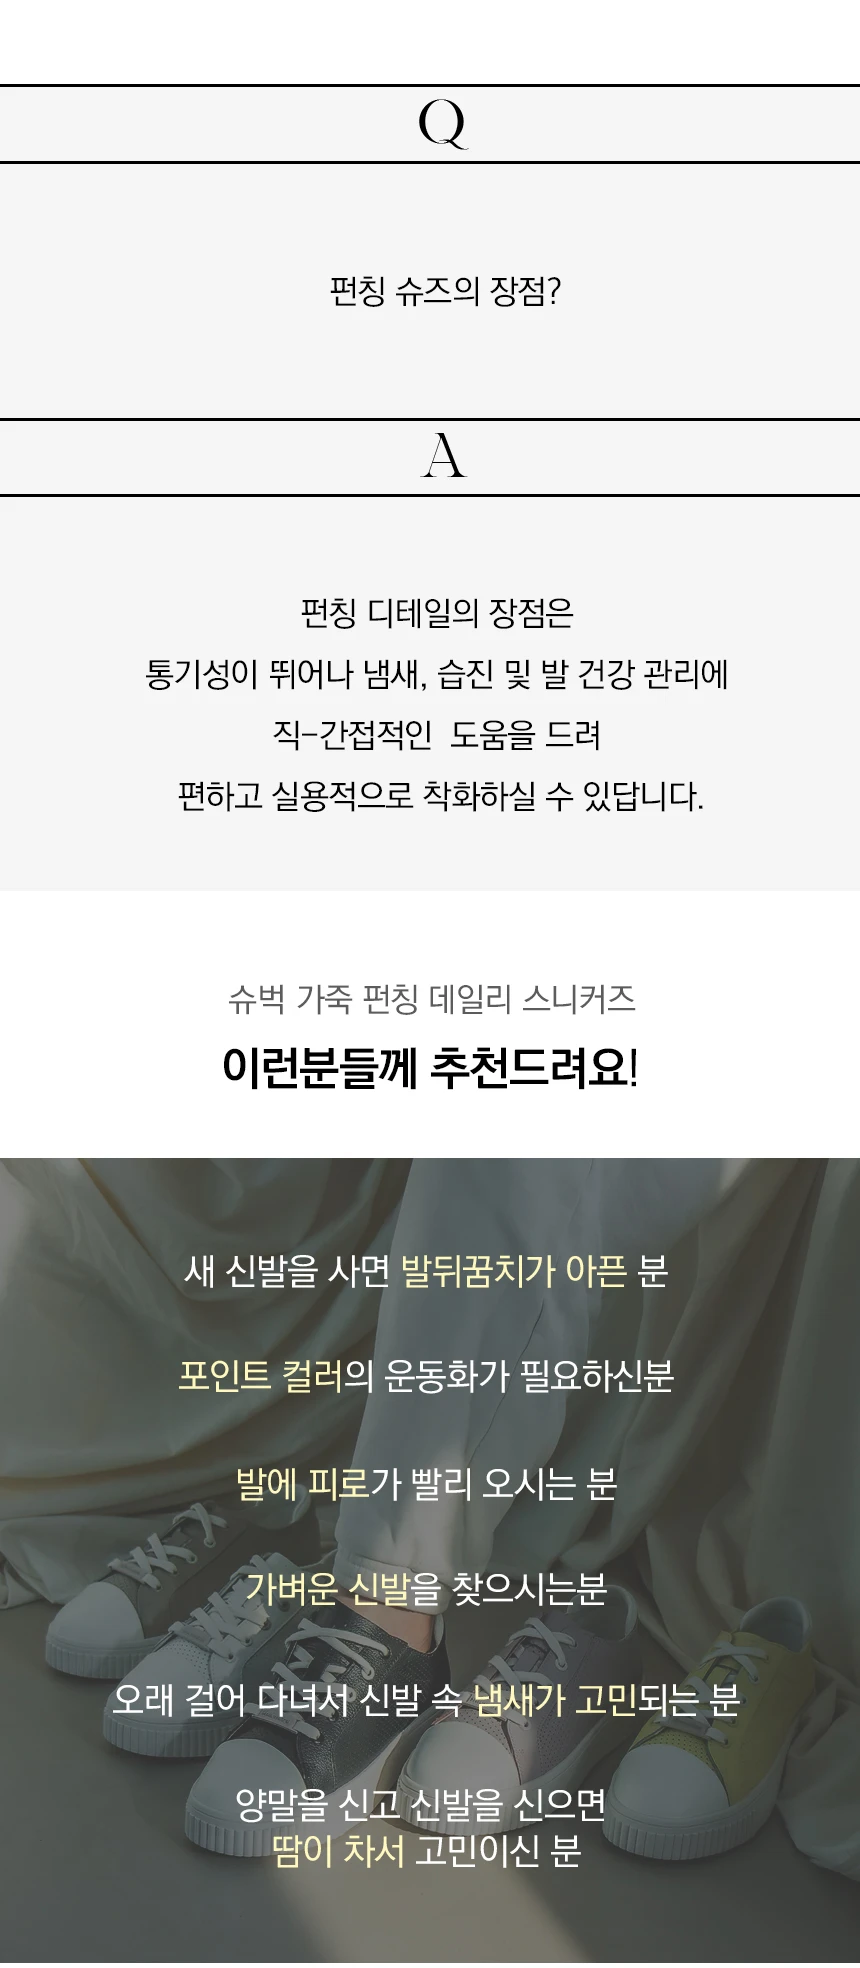 Q
펀칭 슈즈의 장점?
A
펀칭 디테일의 장점은
통기성이 뛰어나 냄새, 습진 및 발 건강 관리에
직-간접적인 도움을 드려
편하고 실용적으로 착화하실 수 있답니다.
슈벅 가죽 펀칭 데일리 스니커즈
이런분들께 추천드려요!
새 신발을 사면 발뒤꿈치가 아픈 분
포인트 컬러의 운동화가 필요하신분
발에 피로가 빨리 오시는 분
가벼운 신발을 찾으시는분
오래 걸어 다녀서 신발 속 냄새가 고민되는 분
양말을 신고 신발을 신으면
땀이 차서 고민이신 분